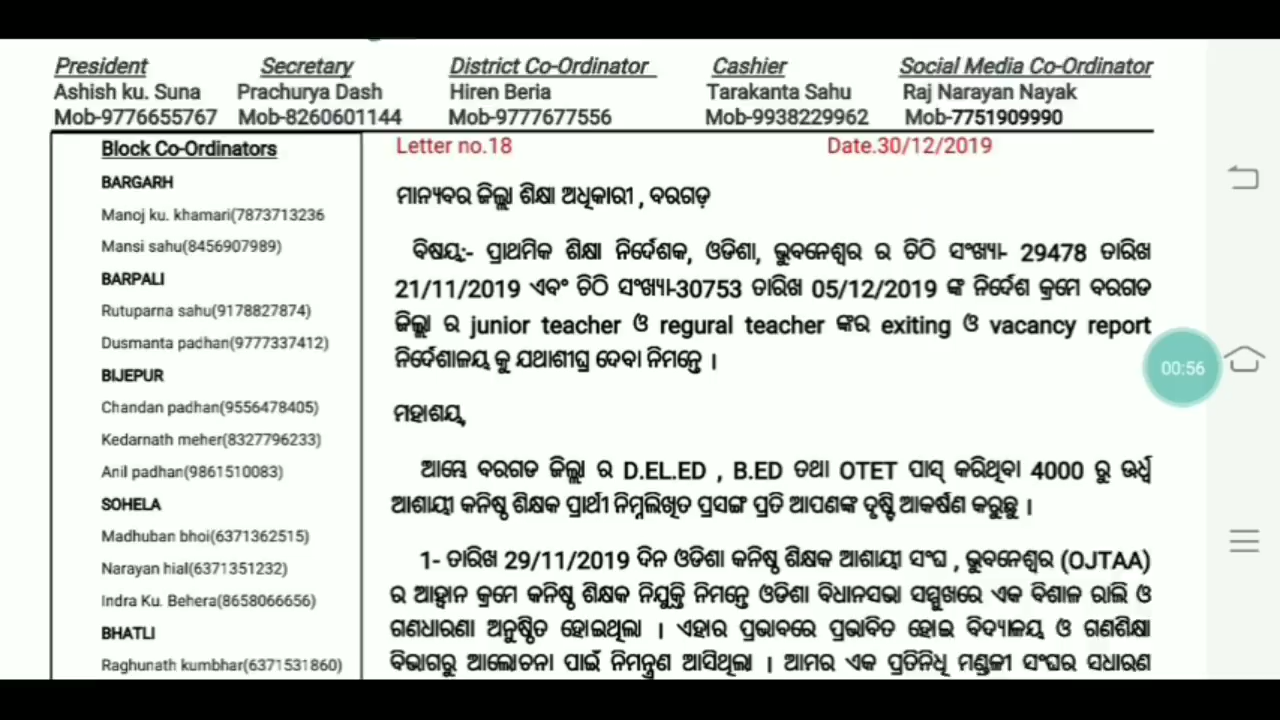 President Secretary District Co-Ordinator Cashier Social Media Co-Ordinator
Ashish ku. Suna Prachurya Dash Hiren Beria Tarakanta Sahu Raj Narayan Nayak
Mob-9776655767 Mob-8260601144 Mob-9777677556 Mob-9938229962 Mob-7751909990
Block Co-Ordinators
BARGARH
Manoj ku. khamari(7873713236
Mansi sahu(8456907989)
BARPALI
Rutuparna sahu(9178827874)
Dusmanta padhan(9777337412)
BIJEPUR
Chandan padhan(9556478405)
Kedarnath meher(8327796233)
Anil padhan(9861510083)
SOHELA
Madhuban bhoi(6371362515)
Narayan hial(6371351232)
Indra Ku. Behera(8658066656)
BHATLI
Raghunath kumbhar(6371531860)
Letter no.18 Date.30/12/2019
ମାନ୍ୟବର ଜିଲ୍ଲା ଶିକ୍ଷା ଅଧିକାରୀ , ବରଗଡ଼
ବିଷୟ:- ପ୍ରାଥମିକ ଶିକ୍ଷା ନିର୍ଦେଶକ, ଓଡିଶା, ଭୁବନେଶ୍ୱର ର ଚିଠି ସଂଖ୍ୟା- 29478 ତାରିଖ
21/11/2019 ଏବଂ ଚିଠି ସଂଖ୍ୟା-30753 ତାରିଖ 05/12/2019 ଙ୍କ ନିର୍ଦେଶ କ୍ରମେ ବରଗଡ
ଜିଲ୍ଲା ର junior teacher ଓ regural teacher ଙ୍କର exiting ଓ vacancy report
ନିର୍ଦେଶାଳୟ କୁ ଯଥାଶୀଘ୍ର ଦେବା ନିମନ୍ତେ ।
ମହାଶୟ,
ଆମ୍ଭେ ବରଗଡ ଜିଲ୍ଲା ର D.EL.ED , B.ED ତଥା OTET ପାସ୍ କରିଥିବା 4000 ରୁ ଊର୍ଦ୍ଧ୍ବ
ଆଶାୟୀ କନିଷ୍ଠ ଶିକ୍ଷକ ପ୍ରାର୍ଥୀ ନିମ୍ନଲିଖିତ ପ୍ରସଙ୍ଗ ପ୍ରତି ଆପଣଙ୍କ ଦୃଷ୍ଟି ଆକର୍ଷଣ କରୁଛୁ ।
1- ତାରିଖ 29/11/2019 ଦିନ ଓଡିଶା କନିଷ୍ଠ ଶିକ୍ଷକ ଆଶାୟୀ ସଂଘ , ଭୁବନେଶ୍ୱର (OJTAA)
ର ଆହ୍ୱାନ କ୍ରମେ କନିଷ୍ଠ ଶିକ୍ଷକ ନିଯୁକ୍ତି ନିମନ୍ତେ ଓଡିଶା ବିଧାନସଭା ସମ୍ମୁଖରେ ଏକ ବିଶାଳ ରାଲି ଓ
ଗଣଧାରଣା ଅନୁଷ୍ଠିତ ହୋଇଥିଲା । ଏହାର ପ୍ରଭାବରେ ପ୍ରଭାବିତ ହୋଇ ବିଦ୍ୟାଳୟ ଓ ଗଣଶିକ୍ଷା
ବିଭାଗରୁ ଆଲୋଚନା ପାଇଁ ନିମନ୍ତ୍ରଣ ଆସିଥିଲା । ଆମର ଏକ ପ୍ରତିନିଧି ମଣ୍ଡଳୀ ସଂଘର ସଧାରଣ
00:56